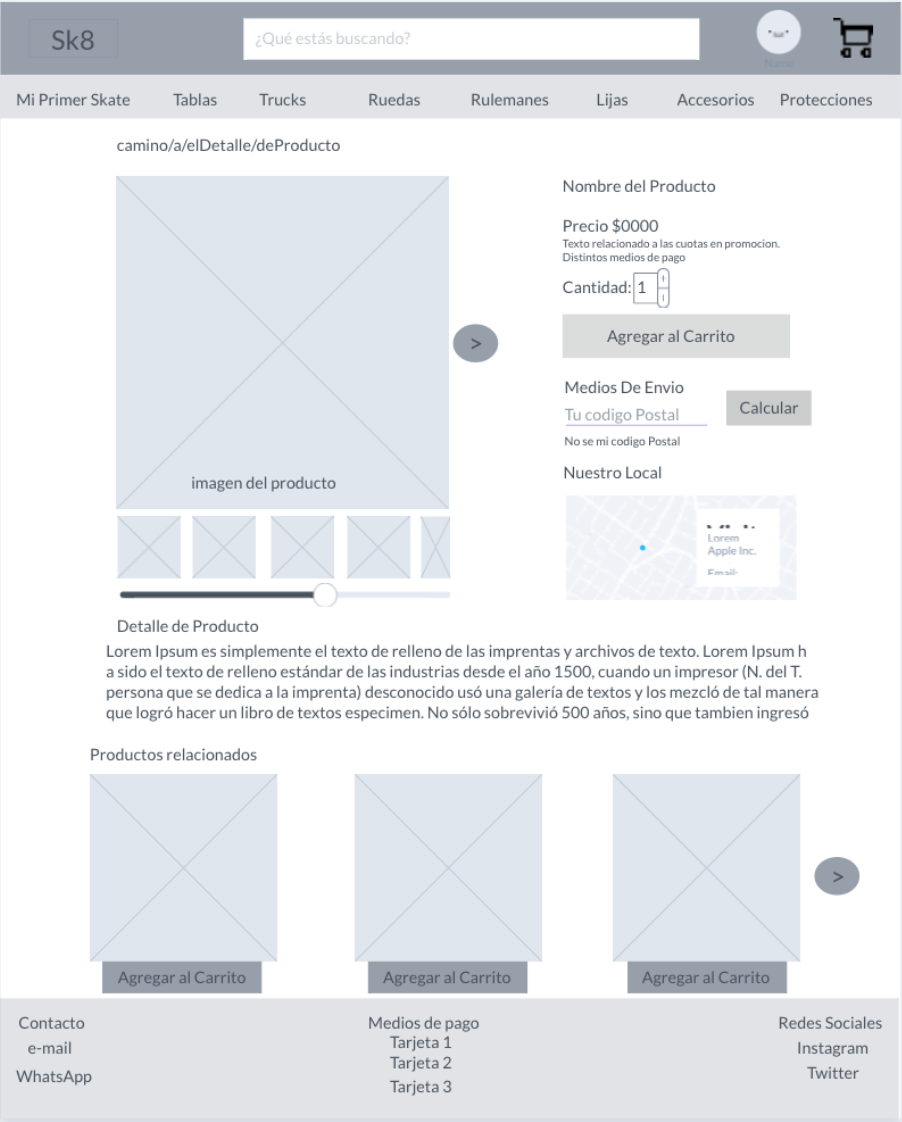 Sk8
¿Qué estás buscando?
Name
Mi Primer Skate Tablas Trucks Ruedas Rulemanes Lijas Accesorios Protecciones
camino/a/elDetalle/deProducto
imagen del producto
>
Nombre del Producto
Precio $0000
Texto relacionado a las cuotas en promocion.
Distintos medios de pago
Cantidad: 1
Agregar al Carrito
Medios De Envio
Tu codigo Postal
Calcular
No se mi codigo Postal
Nuestro Local
Lorem
Apple Inc.
Email:
Detalle de Producto
Lorem Ipsum es simplemente el texto de relleno de las imprentas y archivos de texto. Lorem Ipsum h
a sido el texto de relleno estándar de las industrias desde el año 1500, cuando un impresor (N. del T.
persona que se dedica a la imprenta) desconocido usó una galería de textos y los mezcló de tal manera
que logró hacer un libro de textos especimen. No sólo sobrevivió 500 años, sino que tambien ingresó
Productos relacionados
>
Agregar al Carrito Agregar al Carrito Agregar al Carrito
Contacto
e-mail
WhatsApp
Medios de pago
Tarjeta 1
Tarjeta 2
Tarjeta 3
Redes Sociales
Instagram
Twitter